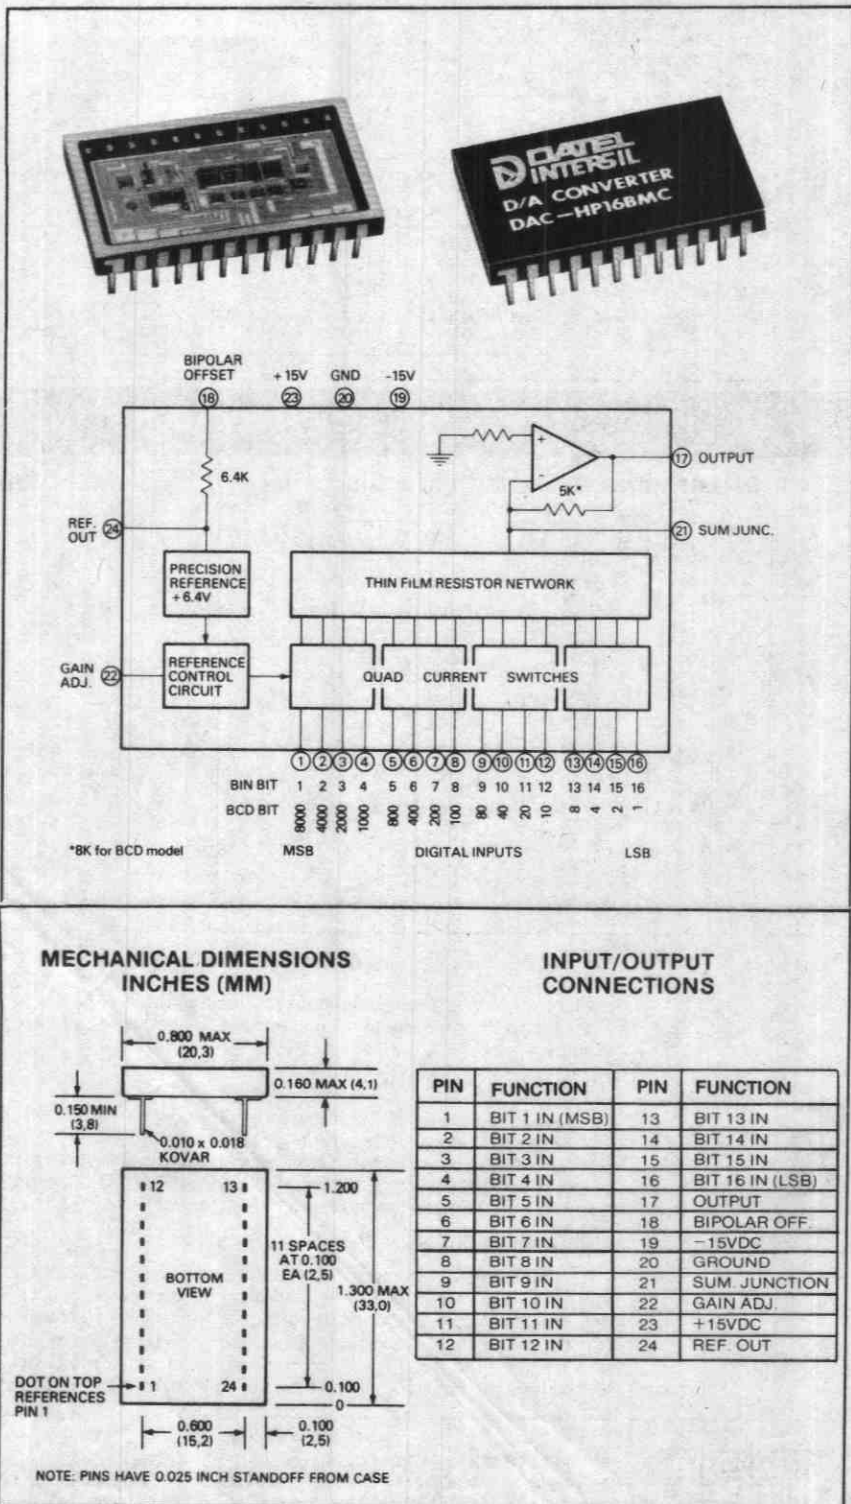 DATEL
INTERSIL
D/A CONVERTER
DAC-HP16BMC
BIPOLAR
OFFSET
+15V
GND
-15V
18
23
20
19
6.4K
+
-
5K*
17 OUTPUT
REF.
OUT
24
21 SUM JUNC.
PRECISION
REFERENCE
+6.4V
THIN FILM RESISTOR NETWORK
GAIN
ADJ.
22
REFERENCE
CONTROL
CIRCUIT
QUAD CURRENT SWITCHES
1 2 3 4 5 6 7 8 9 10 11 12 13 14 15 16
BIN BIT 1 2 3 4 5 6 7 8 9 10 11 12 13 14 15 16
BCD BIT 8000 4000 2000 1000 800 400 200 100 80 40 20 10 8 4 2 1
*8K for BCD model
MSB
DIGITAL INPUTS
LSB
MECHANICAL DIMENSIONS
INCHES (MM)
0.800 MAX
(20,3)
0.160 MAX (4,1)
0.150 MIN
(3,8)
0.010 x 0.018
KOVAR
12 13
1.200
11 SPACES
AT 0.100
EA (2,5)
BOTTOM
VIEW
1.300 MAX
(33,0)
DOT ON TOP
REFERENCES
PIN 1
1 24
0.100
0
0.600
(15,2)
0.100
(2,5)
NOTE: PINS HAVE 0.025 INCH STANDOFF FROM CASE
INPUT/OUTPUT
CONNECTIONS
PIN FUNCTION PIN FUNCTION
1 BIT 1 IN (MSB) 13 BIT 13 IN
2 BIT 2 IN 14 BIT 14 IN
3 BIT 3 IN 15 BIT 15 IN
4 BIT 4 IN 16 BIT 16 IN (LSB)
5 BIT 5 IN 17 OUTPUT
6 BIT 6 IN 18 BIPOLAR OFF.
7 BIT 7 IN 19 -15VDC
8 BIT 8 IN 20 GROUND
9 BIT 9 IN 21 SUM. JUNCTION
10 BIT 10 IN 22 GAIN ADJ.
11 BIT 11 IN 23 +15VDC
12 BIT 12 IN 24 REF. OUT